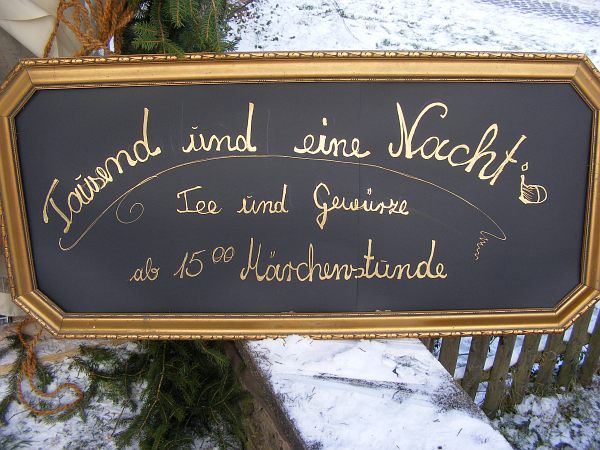 Tausend und eine Nacht
Tee und Gewürze
ab 15⁰⁰ Märchenstunde